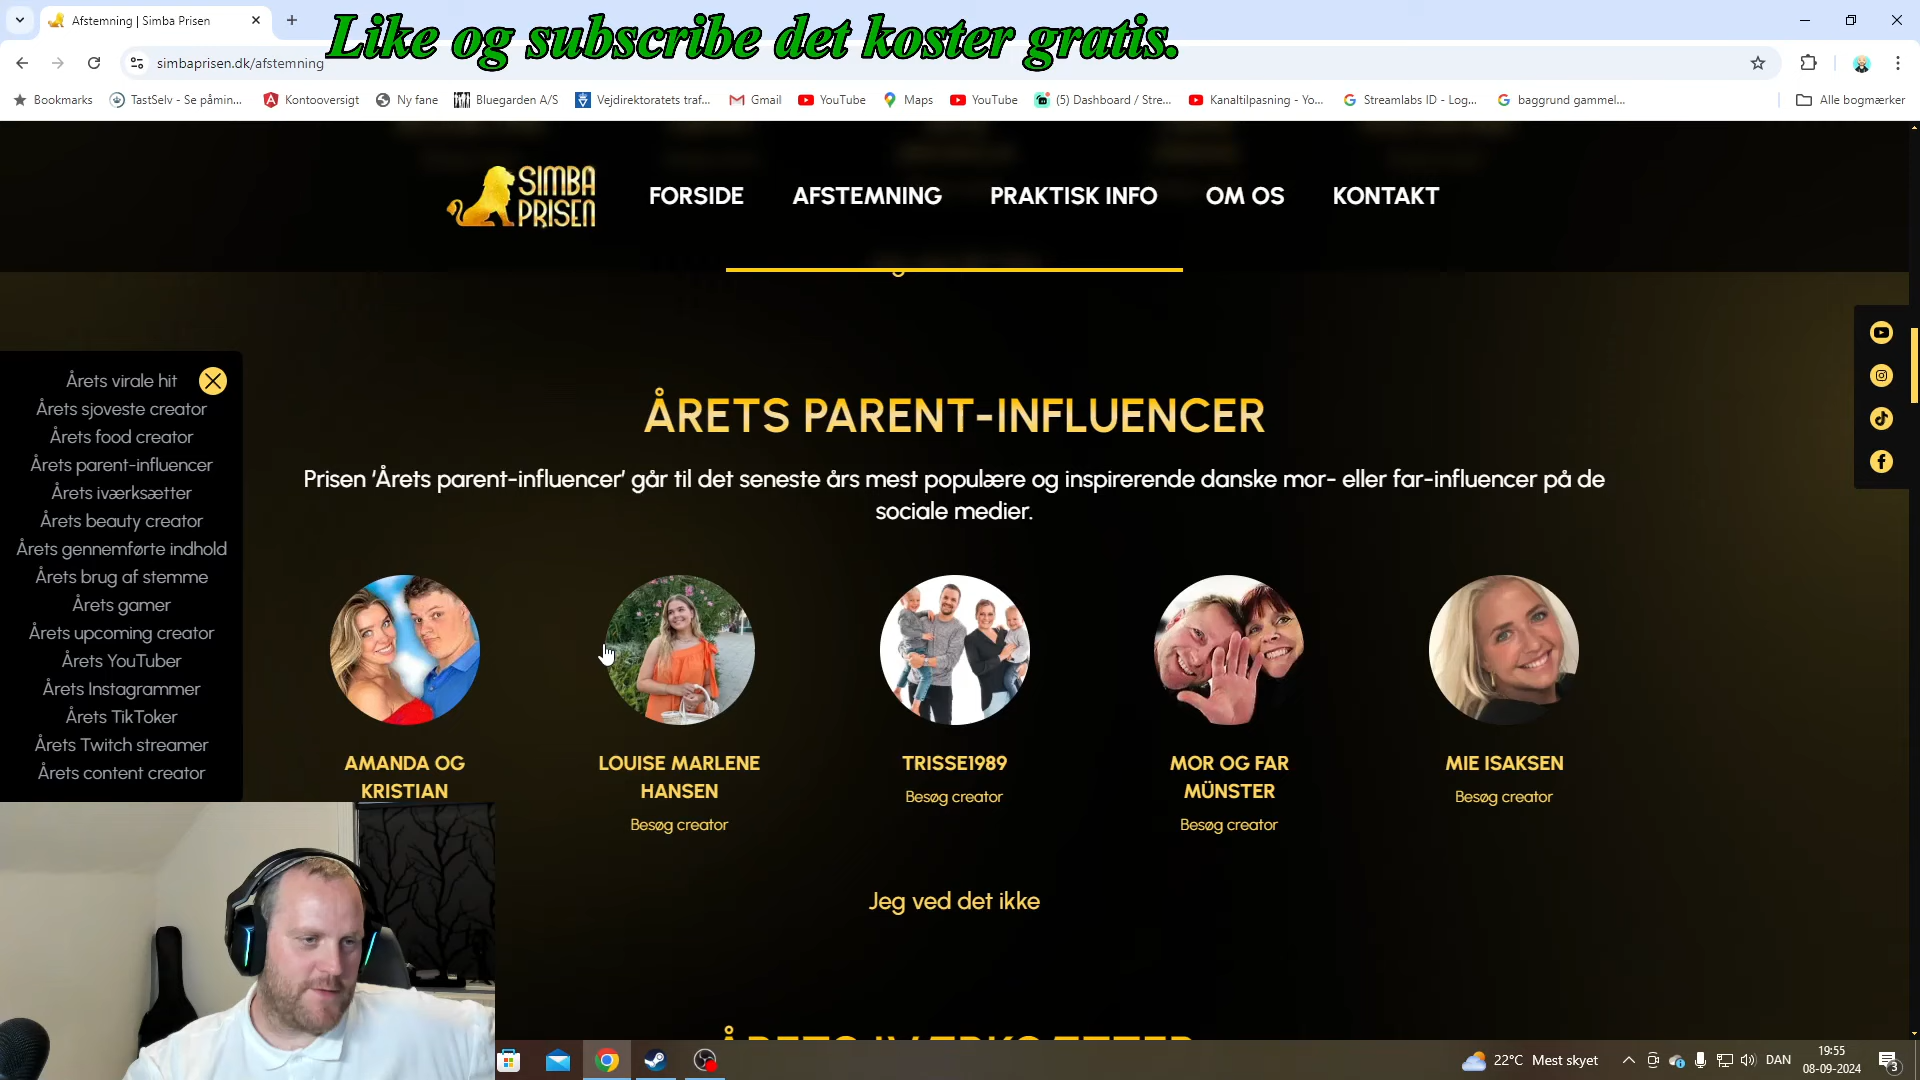 Afstemning | Simba Prisen
Like og subscribe det koster gratis.
simbaprisen.dk/afstemning
Bookmarks
TastSelv - Se påmin...
Kontooversigt
Ny fane
Bluegarden A/S
Vejdirektoratets traf...
Gmail
YouTube
Maps
YouTube
(5) Dashboard / Stre...
Kanaltilpasning - Yo...
Streamlabs ID - Log...
baggrund gammel...
Alle bogmærker
SIMBA
PRISEN
FORSIDE
AFSTEMNING
PRAKTISK INFO
OM OS
KONTAKT
Årets virale hit
Årets sjoveste creator
Årets food creator
Årets parent-influencer
Årets iværksætter
Årets beauty creator
Årets gennemførte indhold
Årets brug af stemme
Årets gamer
Årets upcoming creator
Årets YouTuber
Årets Instagrammer
Årets TikToker
Årets Twitch streamer
Årets content creator
ÅRETS PARENT-INFLUENCER
Prisen ‘Årets parent-influencer’ går til det seneste års mest populære og inspirerende danske mor- eller far-influencer på de
sociale medier.
AMANDA OG
KRISTIAN
LOUISE MARLENE
HANSEN
Besøg creator
TRISSE1989
Besøg creator
MOR OG FAR
MÜNSTER
Besøg creator
MIE ISAKSEN
Besøg creator
Jeg ved det ikke
ÅRETS IVÆRKSÆTTER
22°C Mest skyet
DAN
19:55
08-09-2024
3